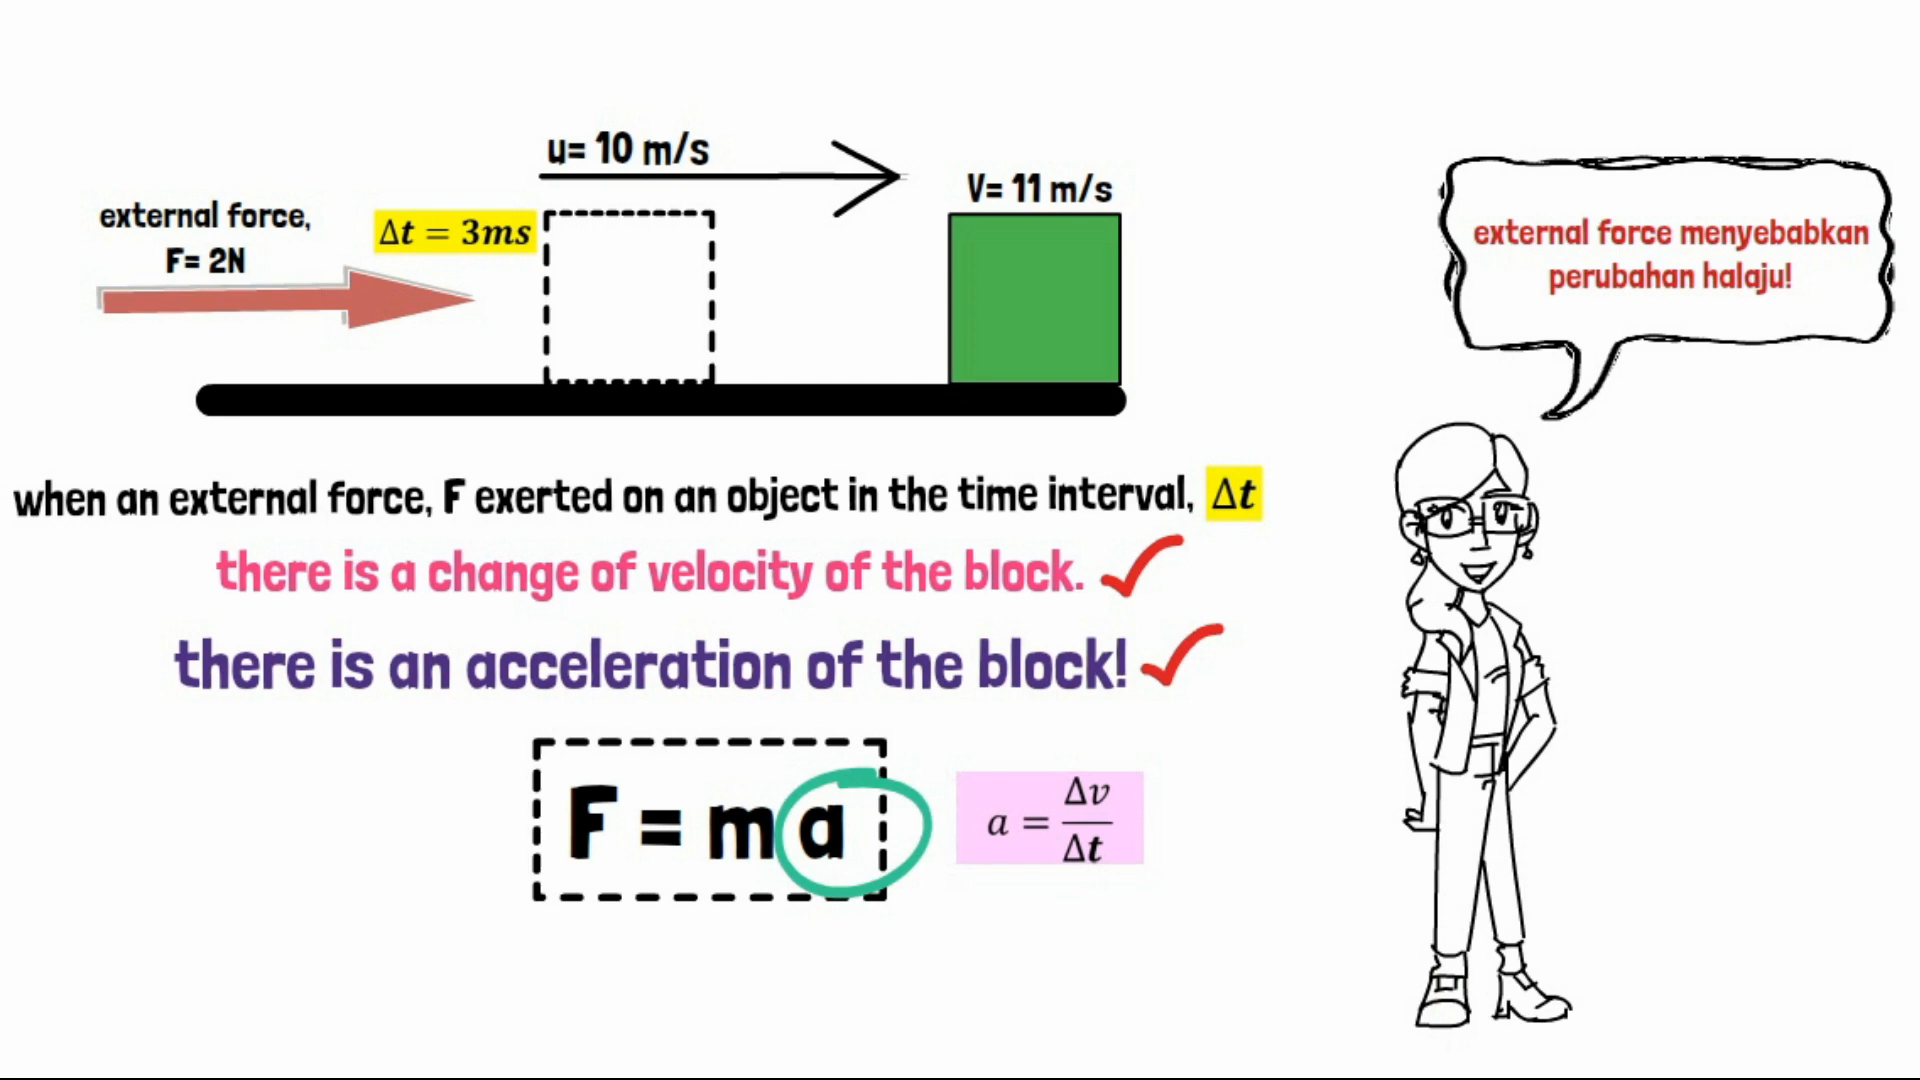 u= 10 m/s
V= 11 m/s
external force,
F= 2N
Δt = 3ms
external force menyebabkan
perubahan halaju!
when an external force, F exerted on an object in the time interval, Δt
there is a change of velocity of the block.
there is an acceleration of the block!
F = ma
a = Δv/Δt